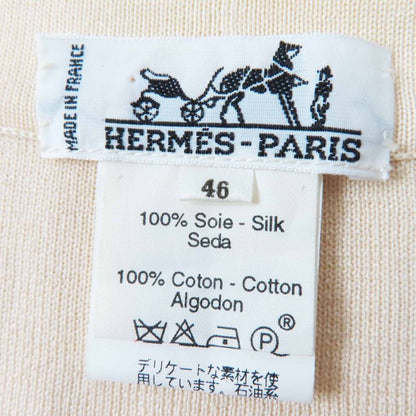 MADE IN FRANCE
HERMÈS-PARIS
46
100% Soie - Silk
Seda
100% Coton - Cotton
Algodon
P ®
デリケートな素材を使
用しています。石油系